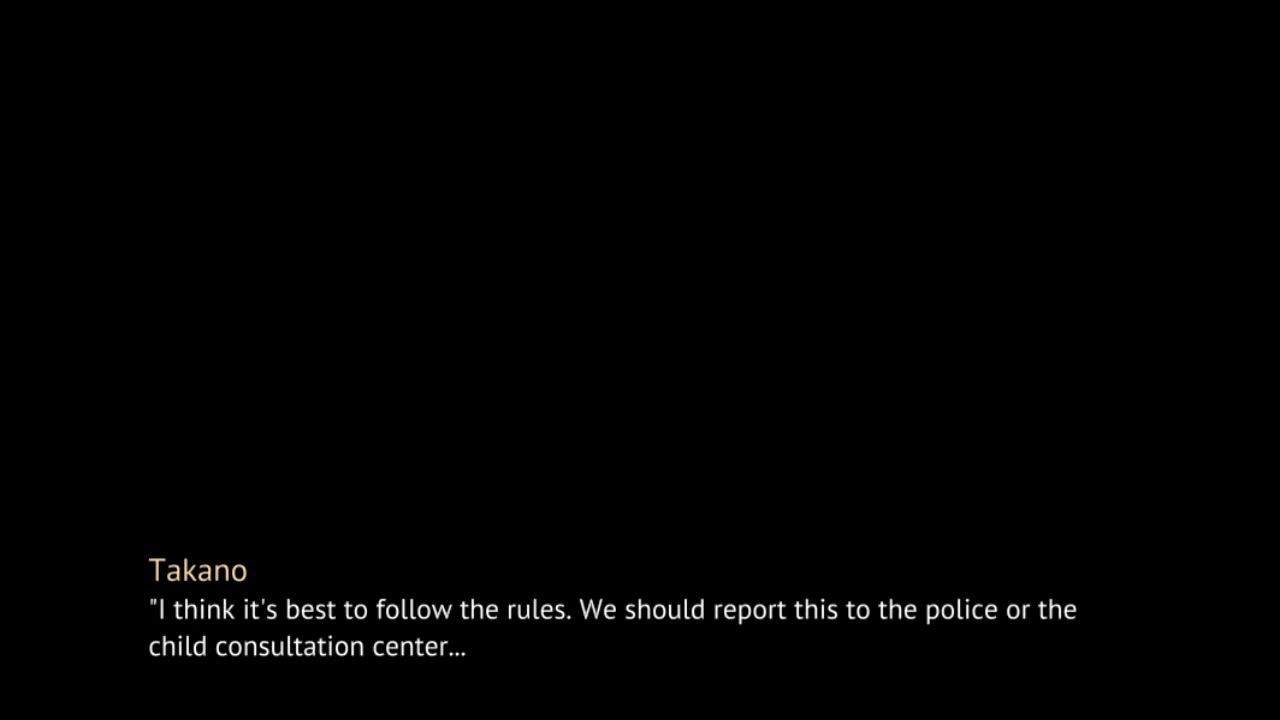 Takano
"I think it's best to follow the rules. We should report this to the police or the
child consultation center...